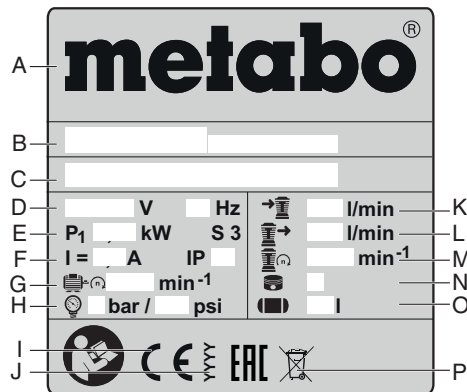 A metabo®
B
C
D V Hz → l/min K
E P1 kW S 3 → l/min L
F I = A IP (n) min-1 M
G (n) min-1 N
H bar / psi l O
I CE EAC
J P